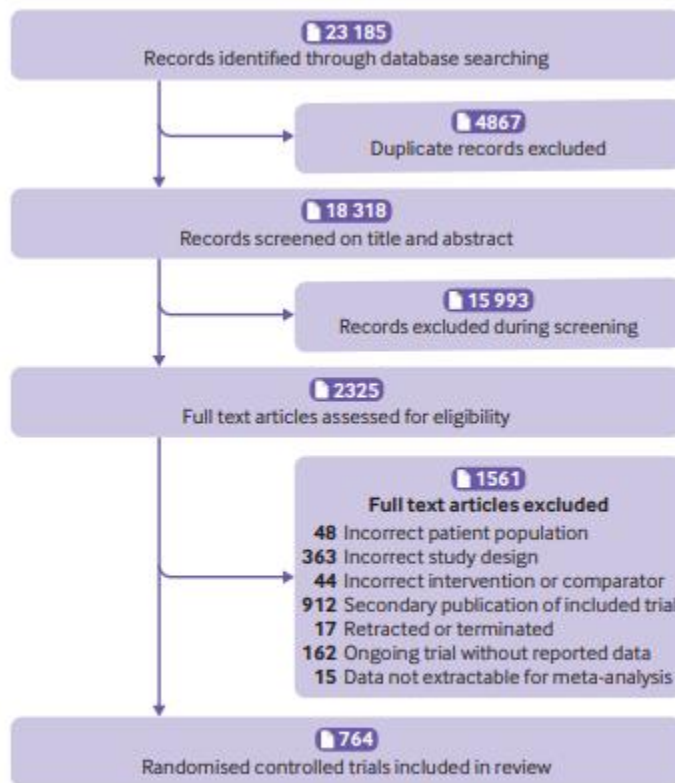 23 185
Records identified through database searching
4867
Duplicate records excluded
18 318
Records screened on title and abstract
15 993
Records excluded during screening
2325
Full text articles assessed for eligibility
1561
Full text articles excluded
48 Incorrect patient population
363 Incorrect study design
44 Incorrect intervention or comparator
912 Secondary publication of included trial
17 Retracted or terminated
162 Ongoing trial without reported data
15 Data not extractable for meta-analysis
764
Randomised controlled trials included in review